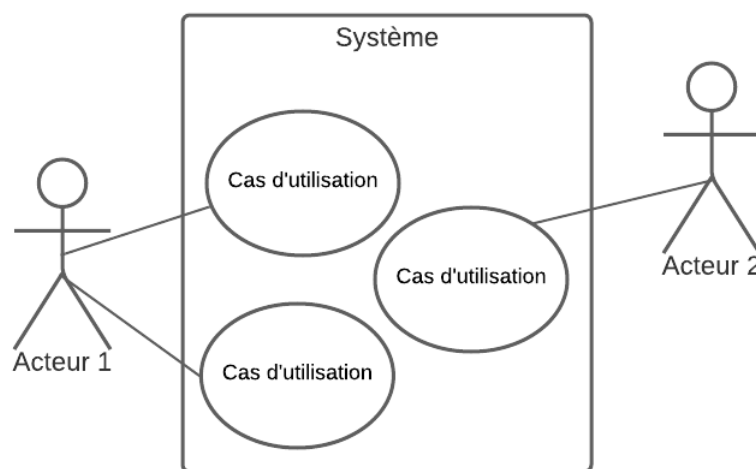 Système
Cas d'utilisation
Cas d'utilisation
Acteur 2
Cas d'utilisation
Acteur 1